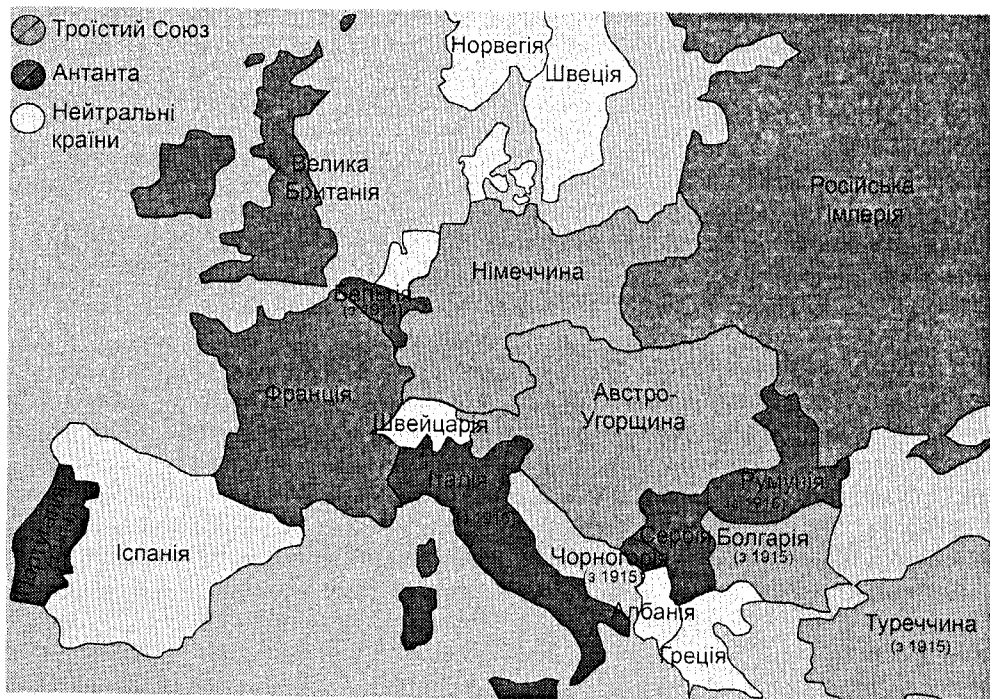 Троїстий Союз
Антанта
Нейтральні
країни
Норвегія
Швеція
Велика
Британія
Російська
Імперія
Німеччина
Бельгія
Франція
Швейцарія
Австро-
Угорщина
Італія
Румунія
Іспанія
Сербія
Болгарія
(з 1915)
Чорногорія
(з 1915)
Албанія
Греція
Туреччина
(з 1915)